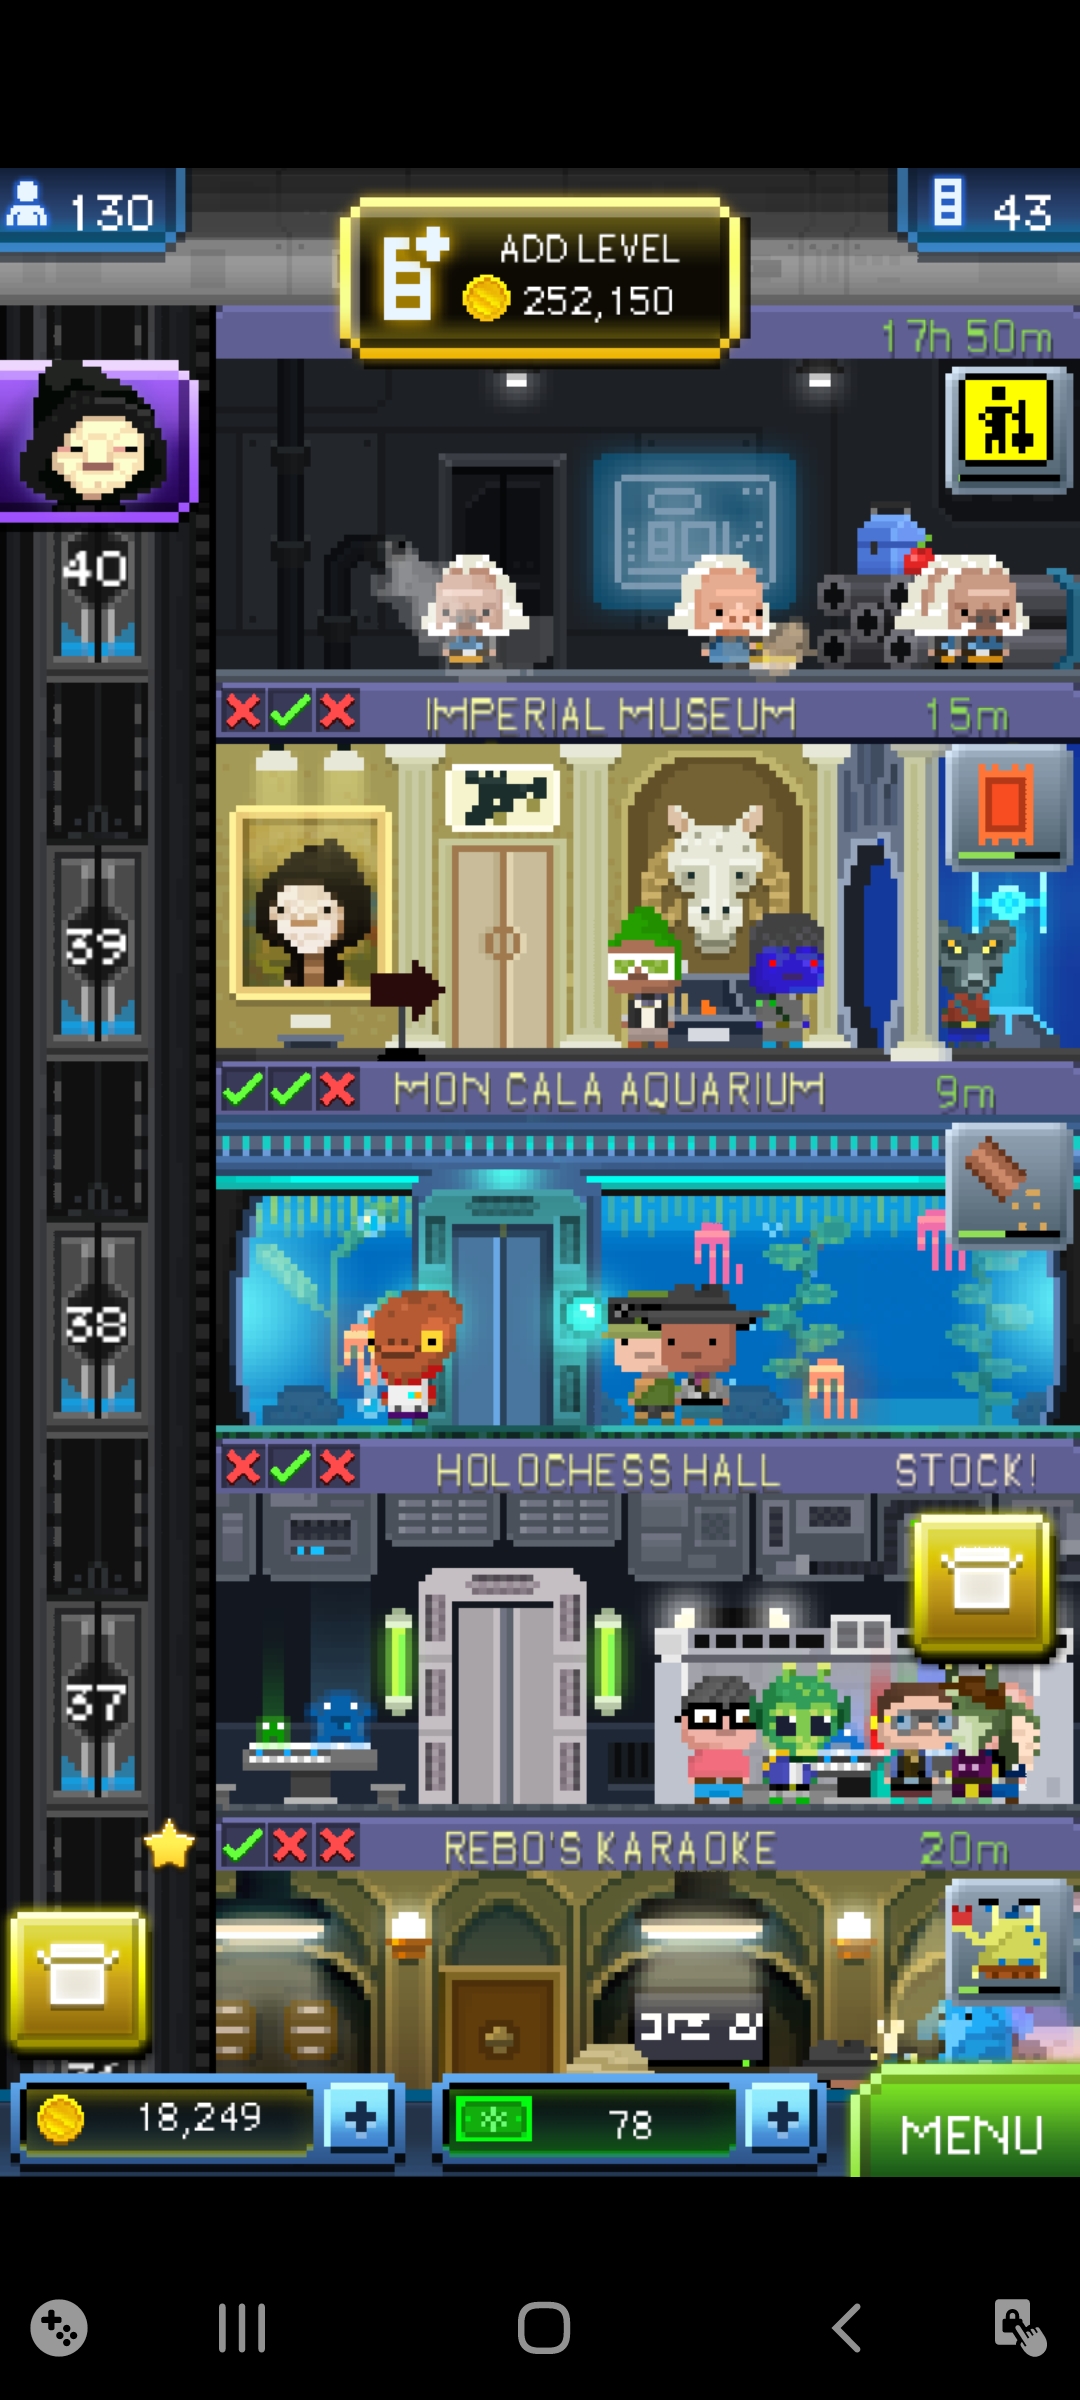 130
ADD LEVEL
252,150
43
17h 50m
40
IMPERIAL MUSEUM 15m
39
MON CALA AQUARIUM 9m
38
HOLOCHESS HALL STOCK!
37
REBO'S KARAOKE 20m
18,249
78
MENU